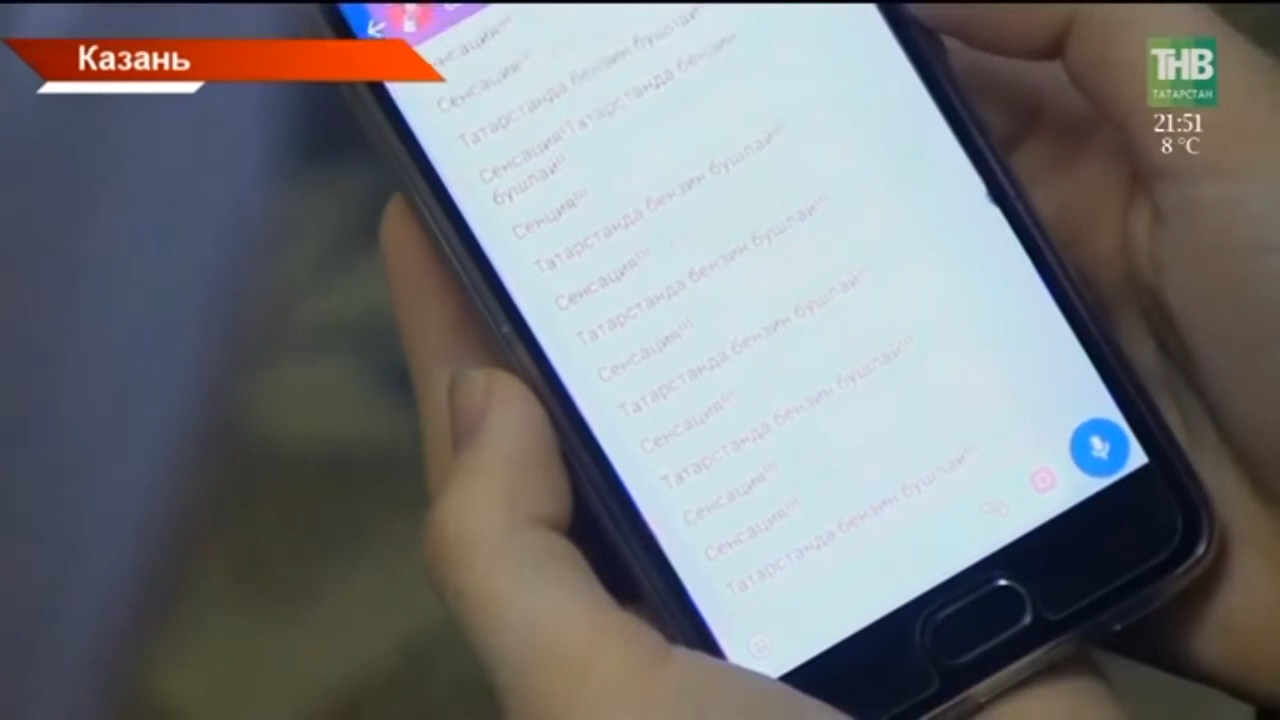 Казань
ТНВ
ТАТАРСТАН
21:51
8 °C
Сенсация!!!
Татарстанда бензин бушлай!!!
Сенсация!!!Татарстанда бензин
бушлай!!!
Сенция!!!
Татарстанда бензин бушлай!!!
Сенсация!!!
Татарстанда бензин бушлай!!!
Сенсация!!!
Татарстанда бензин бушлай!!!
Сенсация!!!
Татарстанда бензин бушлай!!!
Сенсация!!!
Сенсация!!!
Татарстанда бензин бушлай!!!